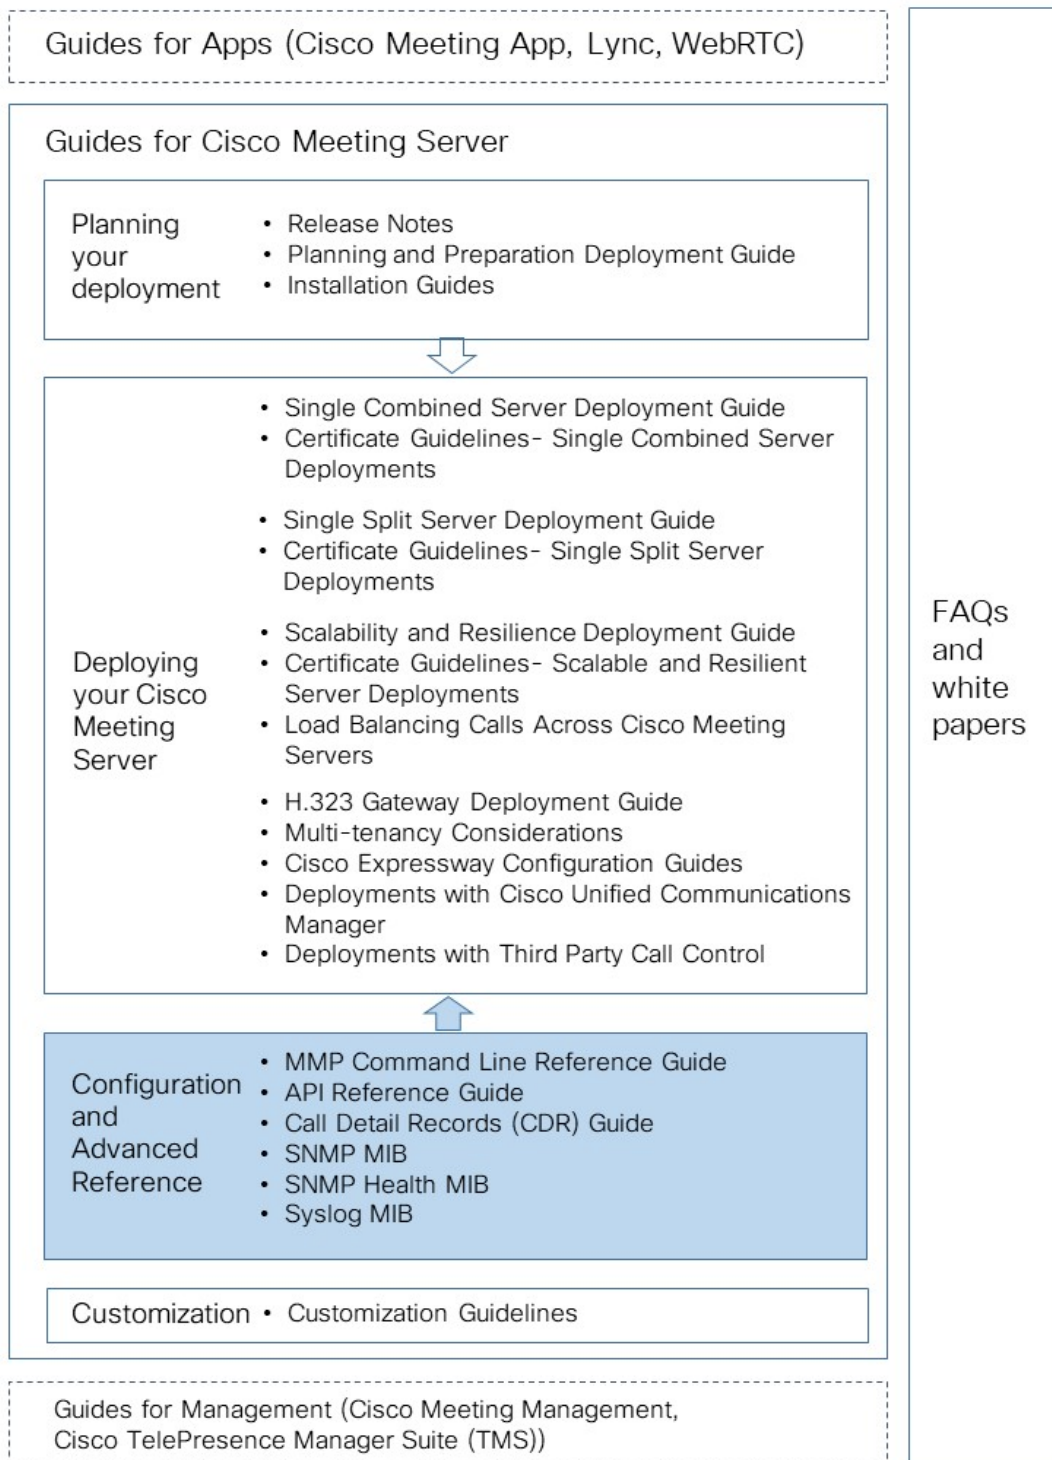 Guides for Apps (Cisco Meeting App, Lync, WebRTC)
Guides for Cisco Meeting Server
Planning
your
deployment
• Release Notes
• Planning and Preparation Deployment Guide
• Installation Guides
Deploying
your Cisco
Meeting
Server
• Single Combined Server Deployment Guide
• Certificate Guidelines- Single Combined Server
Deployments
• Single Split Server Deployment Guide
• Certificate Guidelines- Single Split Server
Deployments
• Scalability and Resilience Deployment Guide
• Certificate Guidelines- Scalable and Resilient
Server Deployments
• Load Balancing Calls Across Cisco Meeting
Servers
• H.323 Gateway Deployment Guide
• Multi-tenancy Considerations
• Cisco Expressway Configuration Guides
• Deployments with Cisco Unified Communications
Manager
• Deployments with Third Party Call Control
Configuration
and
Advanced
Reference
• MMP Command Line Reference Guide
• API Reference Guide
• Call Detail Records (CDR) Guide
• SNMP MIB
• SNMP Health MIB
• Syslog MIB
Customization • Customization Guidelines
Guides for Management (Cisco Meeting Management,
Cisco TelePresence Manager Suite (TMS))
FAQs
and
white
papers